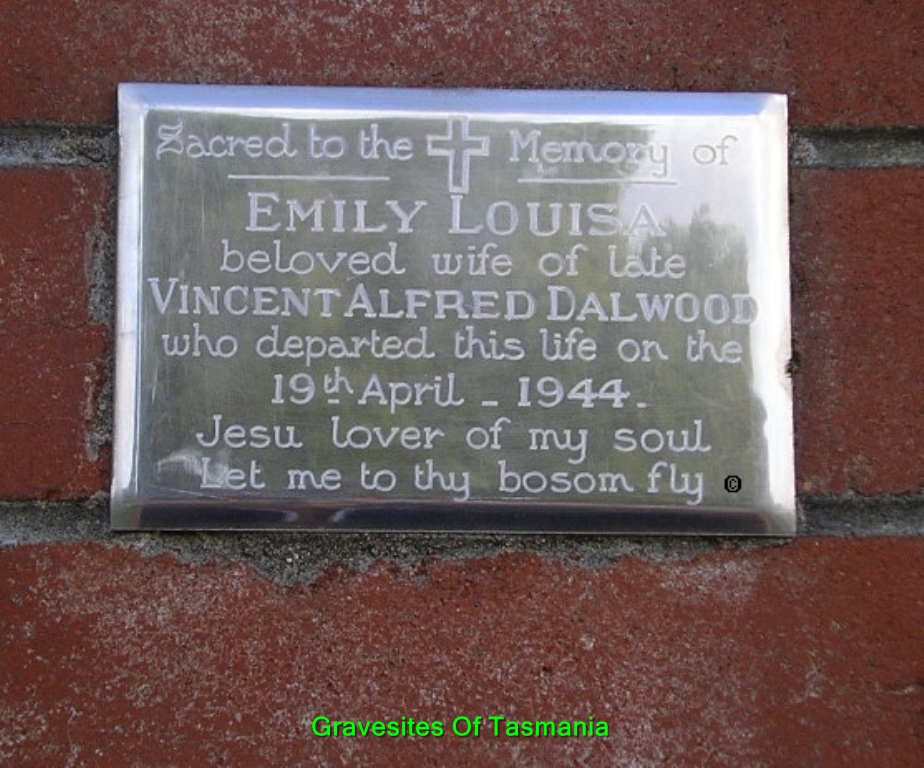 Sacred to the Memory of
EMILY LOUISA
beloved wife of late
VINCENT ALFRED DALWOOD
who departed this life on the
19th April - 1944.
Jesu lover of my soul
Let me to thy bosom fly ©
Gravesites Of Tasmania